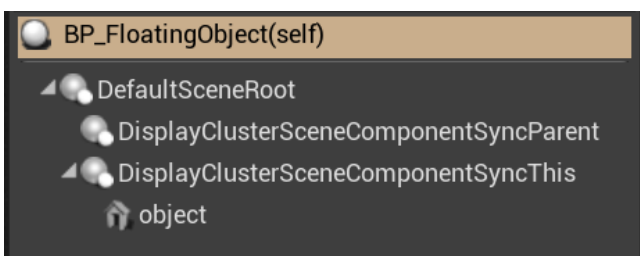 BP_FloatingObject(self)
DefaultSceneRoot
DisplayClusterSceneComponentSyncParent
DisplayClusterSceneComponentSyncThis
object